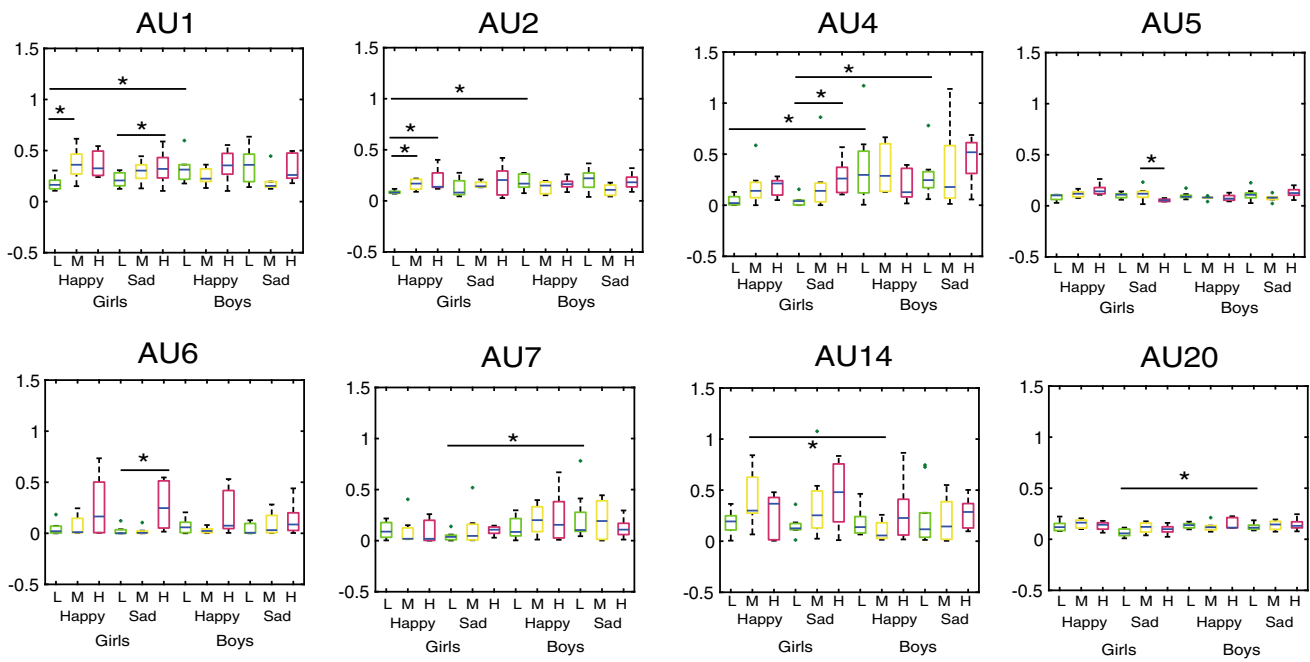 AU1 AU2 AU4 AU5
1.5 1.5 1.5 1.5
* *
1 * 1 * 1 * 1
* * * *
0.5 0.5 * 0.5 0.5 *
0 0 0 0
-0.5 -0.5 -0.5 -0.5
L M H L M H L M H L M H L M H L M H L M H L M H L M H L M H L M H L M H L M H L M H L M H L M H
Happy Sad Happy Sad Happy Sad Happy Sad Happy Sad Happy Sad Happy Sad Happy Sad
Girls Boys Girls Boys Girls Boys Girls Boys
AU6 AU7 AU14 AU20
1.5 1.5 1.5 1.5
1 1 * 1 * 1
* *
0.5 0.5 0.5 0.5
0 0 0 0
-0.5 -0.5 -0.5 -0.5
L M H L M H L M H L M H L M H L M H L M H L M H L M H L M H L M H L M H L M H L M H L M H L M H
Happy Sad Happy Sad Happy Sad Happy Sad Happy Sad Happy Sad Happy Sad Happy Sad
Girls Boys Girls Boys Girls Boys Girls Boys